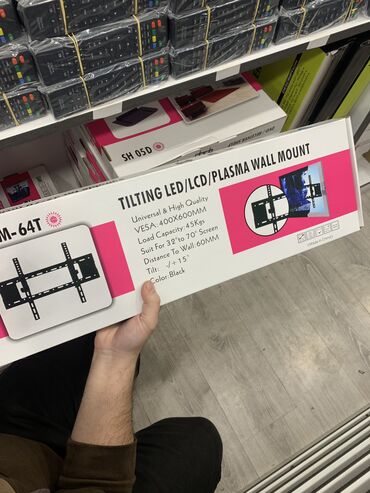 SH 05D
M-64T
TILTING LED/LCD/PLASMA WALL MOUNT
Universal & High Quality
VESA: 400X600MM
Load Capacity: 45Kgs
Suit For 32"to 70" Screen
Distance To Wall: 60MM
Tilt: -/+ 15°
Color: Black